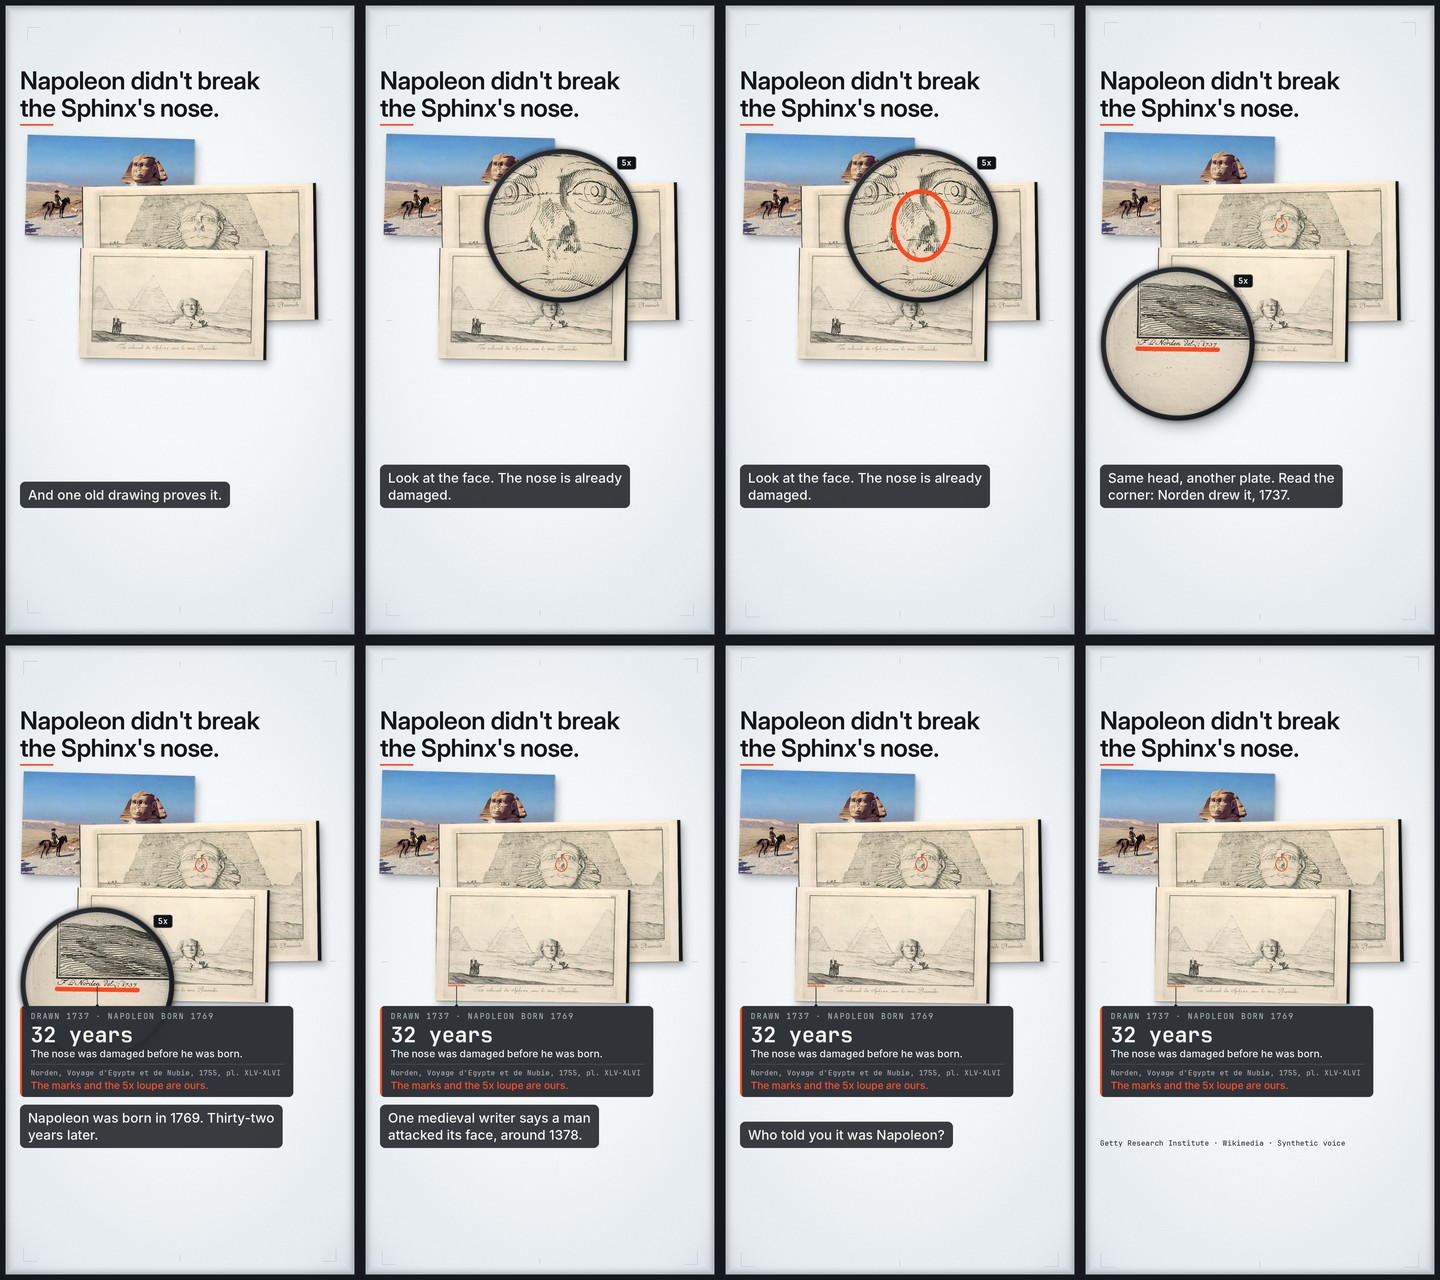 Napoleon didn't break
the Sphinx's nose.
And one old drawing proves it.
Napoleon didn't break
the Sphinx's nose.
5x
Look at the face. The nose is already
damaged.
Napoleon didn't break
the Sphinx's nose.
5x
Look at the face. The nose is already
damaged.
Napoleon didn't break
the Sphinx's nose.
5x
1737
Same head, another plate. Read the
corner: Norden drew it, 1737.
Napoleon didn't break
the Sphinx's nose.
5x
1737
DRAWN 1737 · NAPOLEON BORN 1769
32 years
The nose was damaged before he was born.
Norden, Voyage d'Egypte et de Nubie, 1755, pl. XLV-XLVI
The marks and the 5x loupe are ours.
Napoleon was born in 1769. Thirty-two
years later.
Napoleon didn't break
the Sphinx's nose.
DRAWN 1737 · NAPOLEON BORN 1769
32 years
The nose was damaged before he was born.
Norden, Voyage d'Egypte et de Nubie, 1755, pl. XLV-XLVI
The marks and the 5x loupe are ours.
One medieval writer says a man
attacked its face, around 1378.
Napoleon didn't break
the Sphinx's nose.
DRAWN 1737 · NAPOLEON BORN 1769
32 years
The nose was damaged before he was born.
Norden, Voyage d'Egypte et de Nubie, 1755, pl. XLV-XLVI
The marks and the 5x loupe are ours.
Who told you it was Napoleon?
Napoleon didn't break
the Sphinx's nose.
DRAWN 1737 · NAPOLEON BORN 1769
32 years
The nose was damaged before he was born.
Norden, Voyage d'Egypte et de Nubie, 1755, pl. XLV-XLVI
The marks and the 5x loupe are ours.
Getty Research Institute · Wikimedia · Synthetic voice